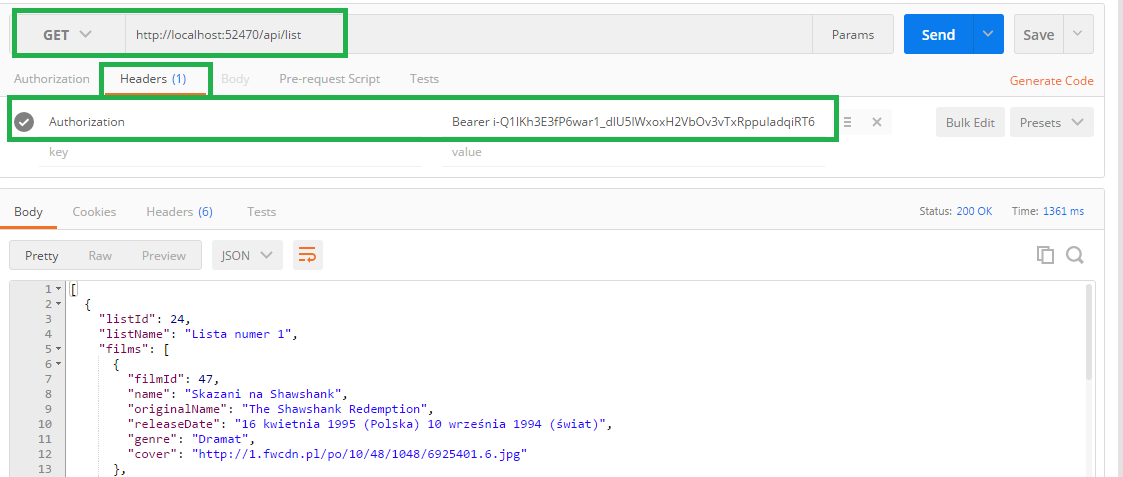 GET http://localhost:52470/api/list Params Send Save
Authorization Headers (1) Body Pre-request Script Tests Generate Code
Authorization Bearer i-Q1IKh3E3fP6war1_dIU5IWxoxH2VbOv3vTxRppuIadqiRT6 Bulk Edit Presets
key value
Body Cookies Headers (6) Tests Status: 200 OK Time: 1361 ms
Pretty Raw Preview JSON
1 [
2 {
3 "listId": 24,
4 "listName": "Lista numer 1",
5 "films": [
6 {
7 "filmId": 47,
8 "name": "Skazani na Shawshank",
9 "originalName": "The Shawshank Redemption",
10 "releaseDate": "16 kwietnia 1995 (Polska) 10 września 1994 (świat)",
11 "genre": "Dramat",
12 "cover": "http://1.fwcdn.pl/po/10/48/1048/6925401.6.jpg"
13 },